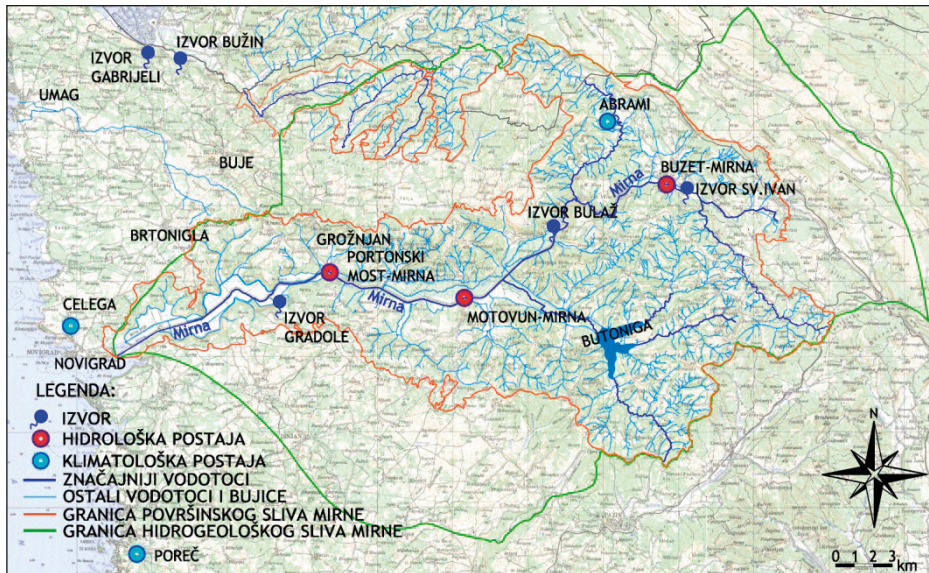 IZVOR BUŽIN
IZVOR
GABRIJELI
UMAG
ABRAMI
BUJE
BUZET-MIRNA
Mirna
IZVOR SV.IVAN
IZVOR BULAŽ
BRTONIGLA
GROŽNJAN
PORTONSKI
MOST-MIRNA
CELEGA
Mirna
Mirna
IZVOR
GRADOLE
MOTOVUN-MIRNA
BUTONIGA
NOVIGRAD
NOVIGRAD
LEGENDA:
IZVOR
HIDROLOŠKA POSTAJA
KLIMATOLOŠKA POSTAJA
ZNAČAJNIJI VODOTOCI
OSTALI VODOTOCI I BUJICE
GRANICA POVRŠINSKOG SLIVA MIRNE
GRANICA HIDROGEOLOŠKOG SLIVA MIRNE
POREČ
N
0 1 2 3
km